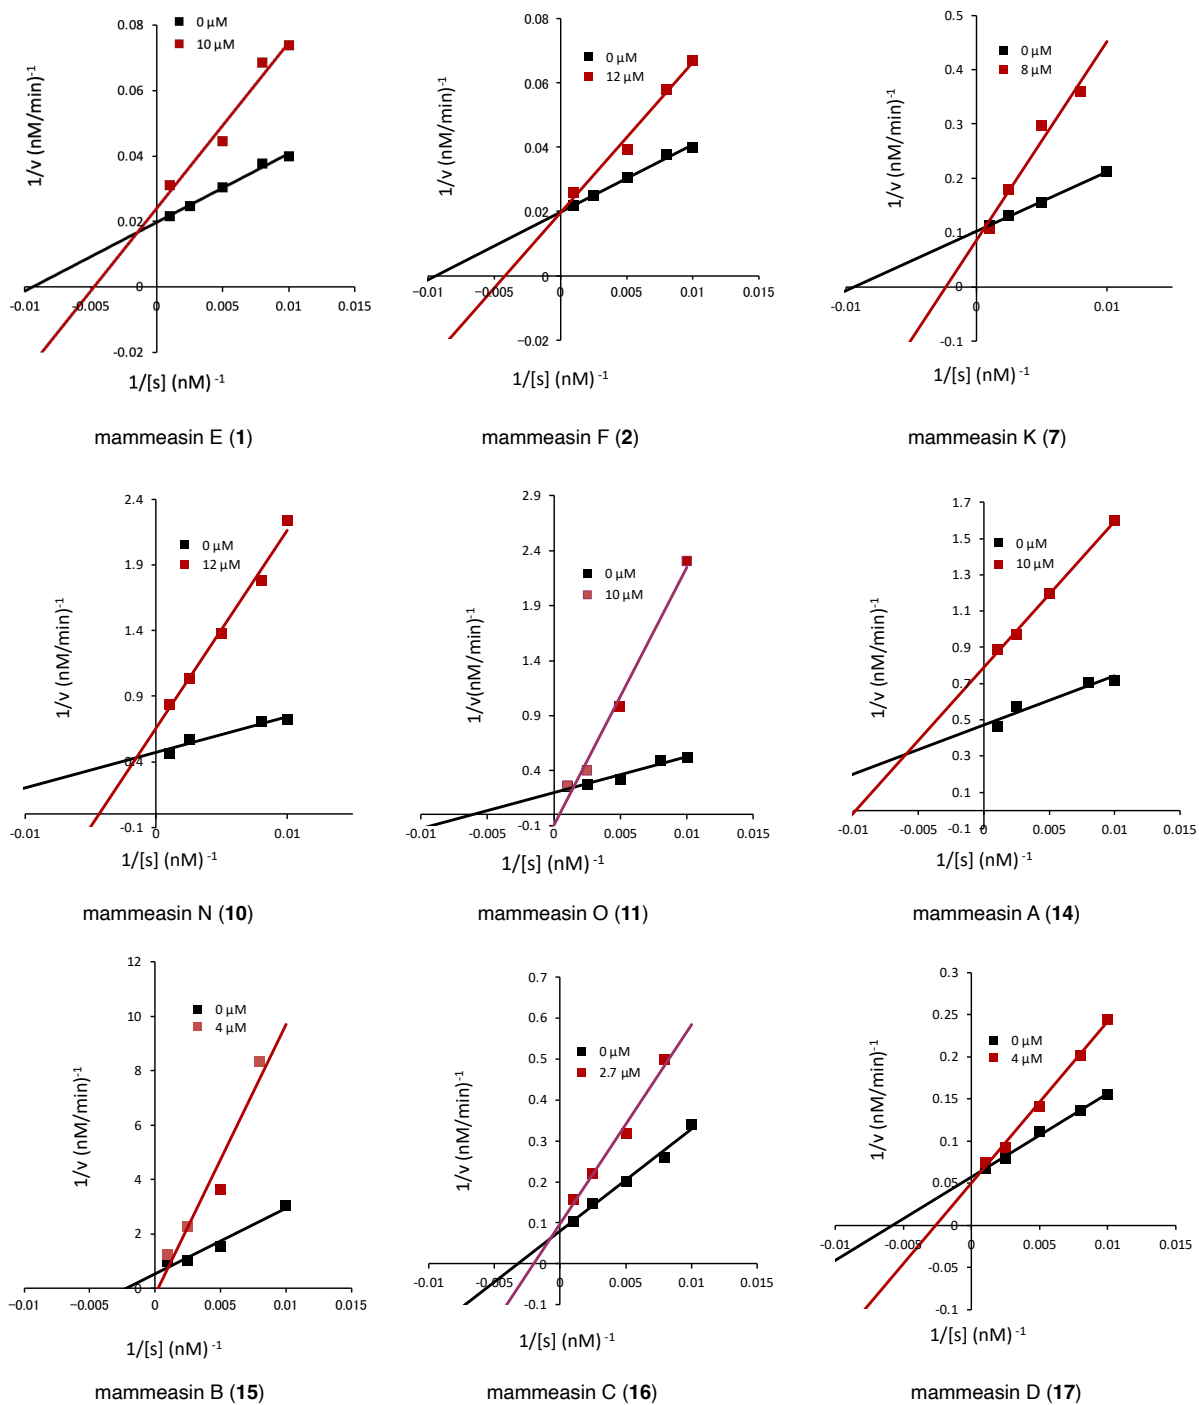 0 μM
10 μM
1/v (nM/min)-1
0.08
0.06
0.04
0.02
0
-0.02
-0.01
-0.005
0
0.005
0.01
0.015
1/[s] (nM) -1
mammeasin E (1)
0 μM
12 μM
1/v (nM/min)-1
0.08
0.06
0.04
0.02
0
−0.02
−0.01
−0.005
0
0.005
0.01
0.015
1/[s] (nM) -1
mammeasin F (2)
0 μM
8 μM
1/v (nM/min)-1
0.5
0.4
0.3
0.2
0.1
0
-0.1
-0.01
0
0.01
1/[s] (nM) -1
mammeasin K (7)
0 μM
12 μM
1/v (nM/min)-1
2.4
1.9
1.4
0.9
0.4
-0.1
-0.01
0
0.01
1/[s] (nM) -1
mammeasin N (10)
0 μM
10 μM
1/v(nM/min)-1
2.9
2.4
1.9
1.4
0.9
0.4
-0.1
-0.01
-0.005
0
0.005
0.01
0.015
1/[s] (nM) -1
mammeasin O (11)
0 μM
10 μM
1/v (nM/min)-1
1.7
1.5
1.3
1.1
0.9
0.7
0.5
0.3
0.1
-0.1
-0.01
-0.005
0
0.005
0.01
0.015
1/[s] (nM) -1
mammeasin A (14)
0 μM
4 μM
1/v (nM/min)-1
12
10
8
6
4
2
0
−0.01
−0.005
0
0.005
0.01
0.015
1/[s] (nM) -1
mammeasin B (15)
0 μM
2.7 μM
1/v (nM/min)-1
0.7
0.6
0.5
0.4
0.3
0.2
0.1
0
-0.1
-0.01
-0.005
0
0.005
0.01
0.015
1/[s] (nM) -1
mammeasin C (16)
0 μM
4 μM
1/v (nM/min)-1
0.3
0.25
0.2
0.15
0.1
0.05
0
-0.05
-0.1
-0.01
-0.005
0
0.005
0.01
0.015
1/[s] (nM) -1
mammeasin D (17)